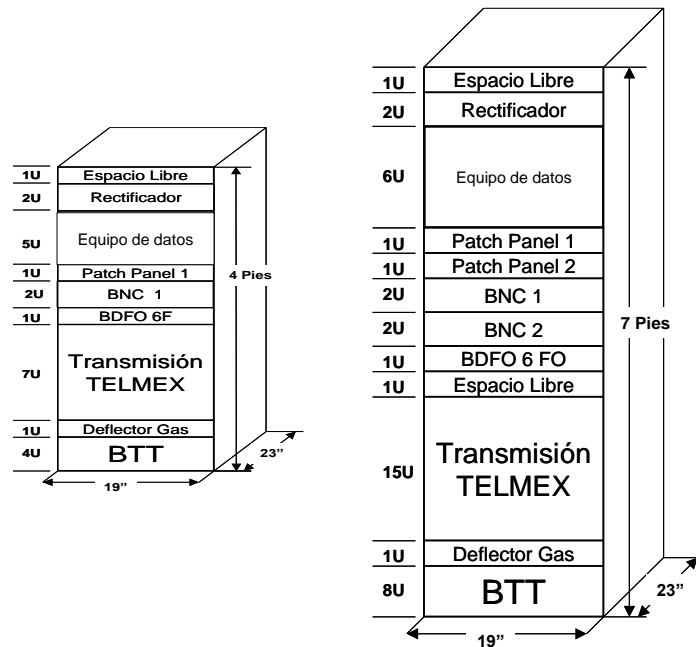 1U Espacio Libre
2U Rectificador
5U Equipo de datos
1U Patch Panel 1
2U BNC 1
1U BDFO 6F
7U Transmisión
TELMEX
1U Deflector Gas
4U BTT
4 Pies
23”
19”
1U Espacio Libre
2U Rectificador
6U Equipo de datos
1U Patch Panel 1
1U Patch Panel 2
2U BNC 1
2U BNC 2
1U BDFO 6 FO
1U Espacio Libre
15U Transmisión
TELMEX
1U Deflector Gas
8U BTT
7 Pies
23”
19”